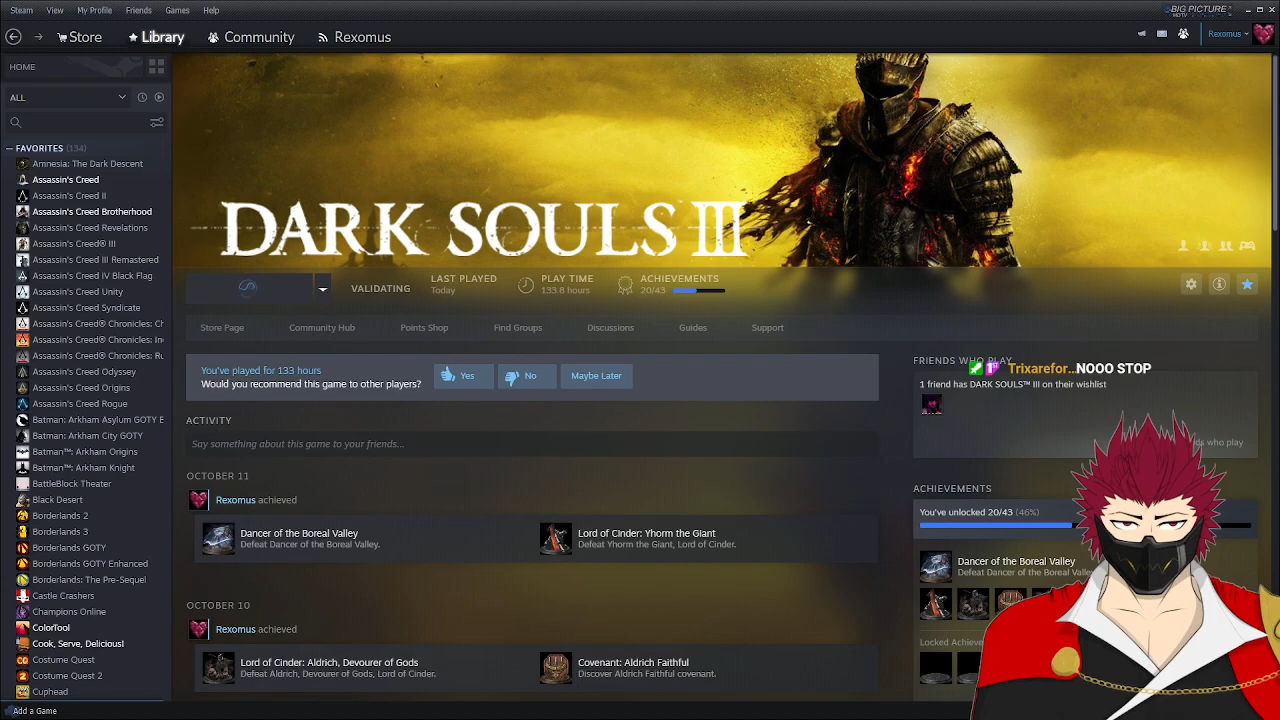 Steam View My Profile Friends Games Help
BIG PICTURE
Store Library Community Rexomus
Rexomus
HOME
ALL
FAVORITES (134)
Amnesia: The Dark Descent
Assassin's Creed
Assassin's Creed II
Assassin's Creed Brotherhood
Assassin's Creed Revelations
Assassin's Creed® III
Assassin's Creed III Remastered
Assassin's Creed IV Black Flag
Assassin's Creed Unity
Assassin's Creed Syndicate
Assassin's Creed® Chronicles: Ch
Assassin's Creed® Chronicles: In
Assassin's Creed® Chronicles: Ru
Assassin's Creed Odyssey
Assassin's Creed Origins
Assassin's Creed Rogue
Batman: Arkham Asylum GOTY E
Batman: Arkham City GOTY
Batman™: Arkham Origins
Batman™: Arkham Knight
BattleBlock Theater
Black Desert
Borderlands 2
Borderlands 3
Borderlands GOTY
Borderlands GOTY Enhanced
Borderlands: The Pre-Sequel
Castle Crashers
Champions Online
ColorTool
Cook, Serve, Delicious!
Costume Quest
Costume Quest 2
Cuphead
Add a Game
DARK SOULS III
VALIDATING
LAST PLAYED
Today
PLAY TIME
133.8 hours
ACHIEVEMENTS
20/43
Store Page Community Hub Points Shop Find Groups Discussions Guides Support
You've played for 133 hours
Would you recommend this game to other players?
Yes No Maybe Later
ACTIVITY
Say something about this game to your friends...
OCTOBER 11
Rexomus achieved
Dancer of the Boreal Valley
Defeat Dancer of the Boreal Valley.
Lord of Cinder: Yhorm the Giant
Defeat Yhorm the Giant, Lord of Cinder.
OCTOBER 10
Rexomus achieved
Lord of Cinder: Aldrich, Devourer of Gods
Defeat Aldrich, Devourer of Gods, Lord of Cinder.
Covenant: Aldrich Faithful
Discover Aldrich Faithful covenant.
FRIENDS WHO PLAY
Trixarefor...NOOO STOP
1 friend has DARK SOULS™ III on their wishlist
who play
ACHIEVEMENTS
You've unlocked 20/43 (46%)
Dancer of the Boreal Valley
Defeat Dancer of the Boreal Valley
Locked Achieve